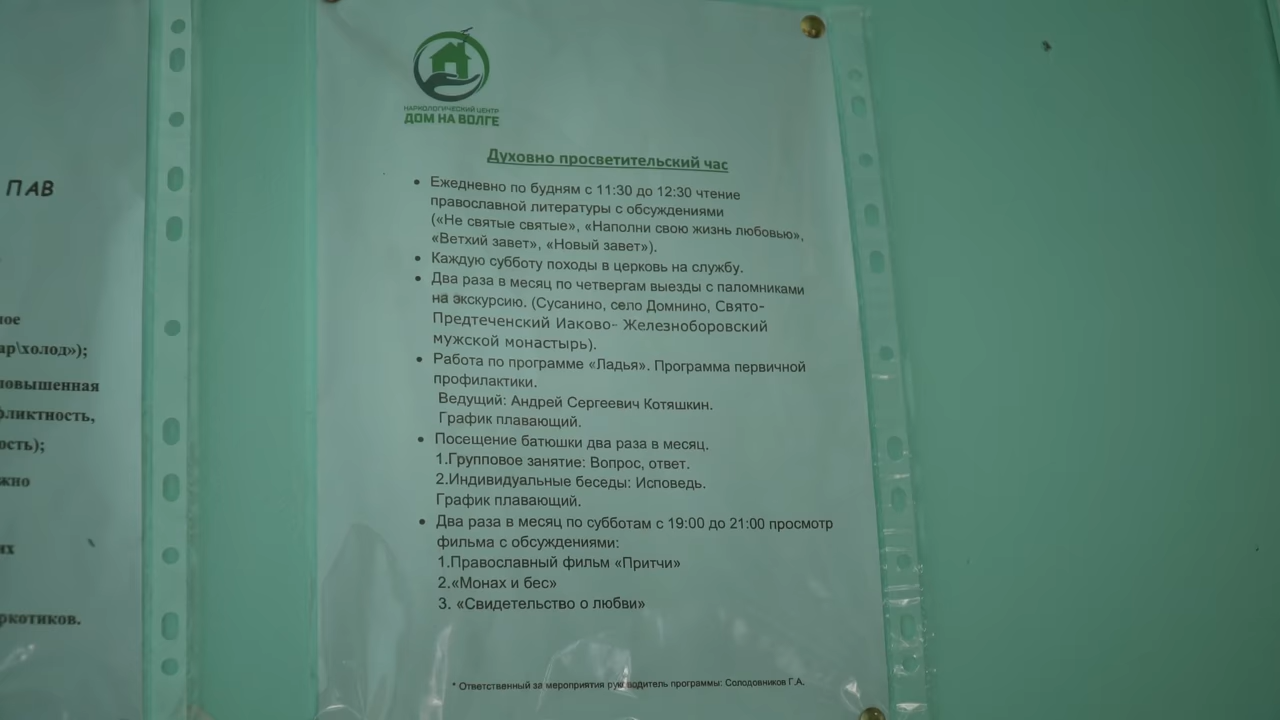 ПАВ
ное
ар\холод»);
повышенная
фликтность,
ость);
жно
их
ркотиков.
НАРКОЛОГИЧЕСКИЙ ЦЕНТР
ДОМ НА ВОЛГЕ
Духовно просветительский час
• Ежедневно по будням с 11:30 до 12:30 чтение
православной литературы с обсуждениями
(«Не святые святые», «Наполни свою жизнь любовью»,
«Ветхий завет», «Новый завет»).
• Каждую субботу походы в церковь на службу.
• Два раза в месяц по четвергам выезды с паломниками
на экскурсию. (Сусанино, село Домнино, Свято-
Предтеченский Иаково- Железноборовский
мужской монастырь).
• Работа по программе «Ладья». Программа первичной
профилактики.
Ведущий: Андрей Сергеевич Котяшкин.
График плавающий.
• Посещение батюшки два раза в месяц.
1.Групповое занятие: Вопрос, ответ.
2.Индивидуальные беседы: Исповедь.
График плавающий.
• Два раза в месяц по субботам с 19:00 до 21:00 просмотр
фильма с обсуждениями:
1.Православный фильм «Притчи»
2.«Монах и бес»
3. «Свидетельство о любви»
* Ответственный за мероприятия руководитель программы: Солодовников Г.А.